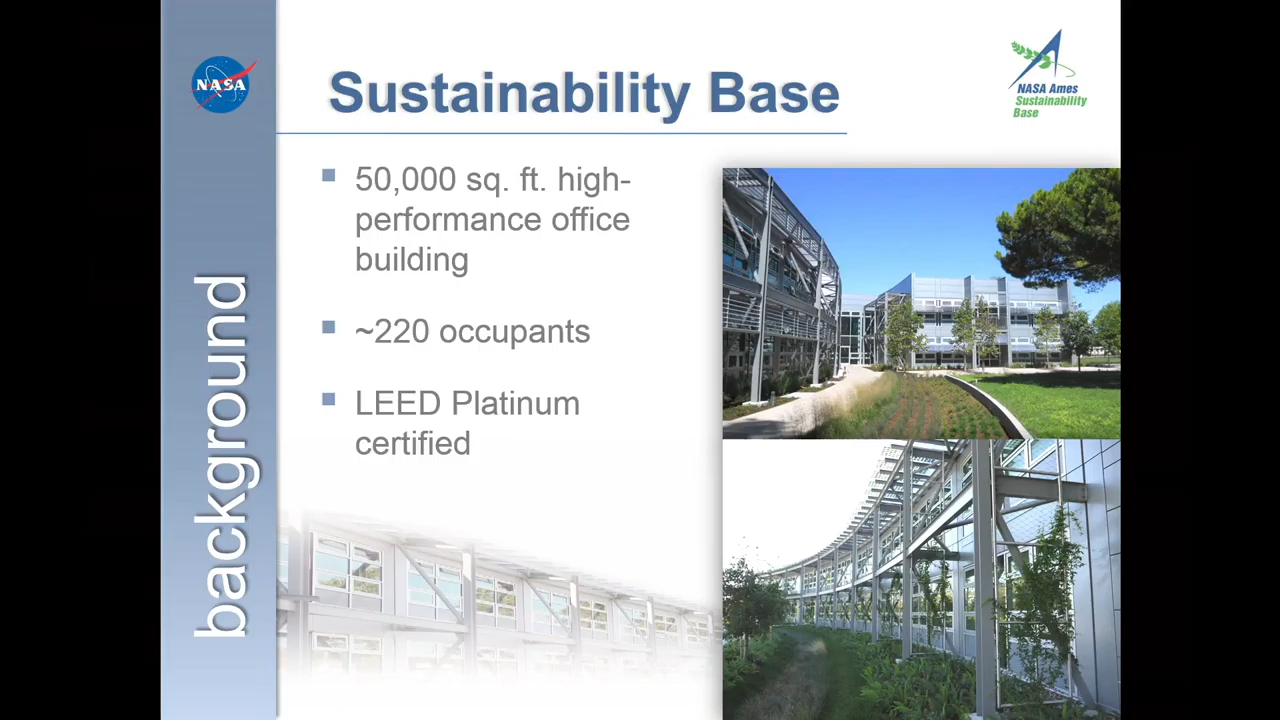 NASA
Sustainability Base
NASA Ames
Sustainability
Base
50,000 sq. ft. high-
performance office
building
~220 occupants
LEED Platinum
certified
background